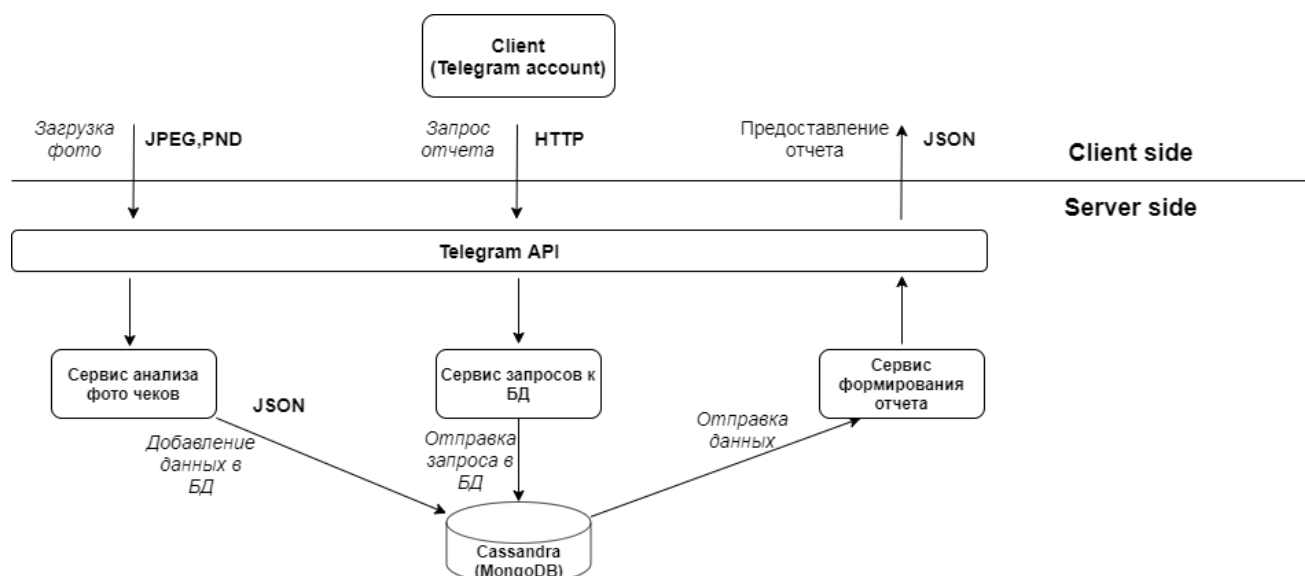 Client
(Telegram account)
Загрузка
фото
JPEG,PND
Запрос
отчета
HTTP
Предоставление
отчета
JSON
Client side
Server side
Telegram API
Сервис анализа
фото чеков
Сервис запросов к
БД
Сервис
формирования
отчета
JSON
Добавление
данных в
БД
Отправка
запроса в
БД
Отправка
данных
Cassandra
(MongoDB)